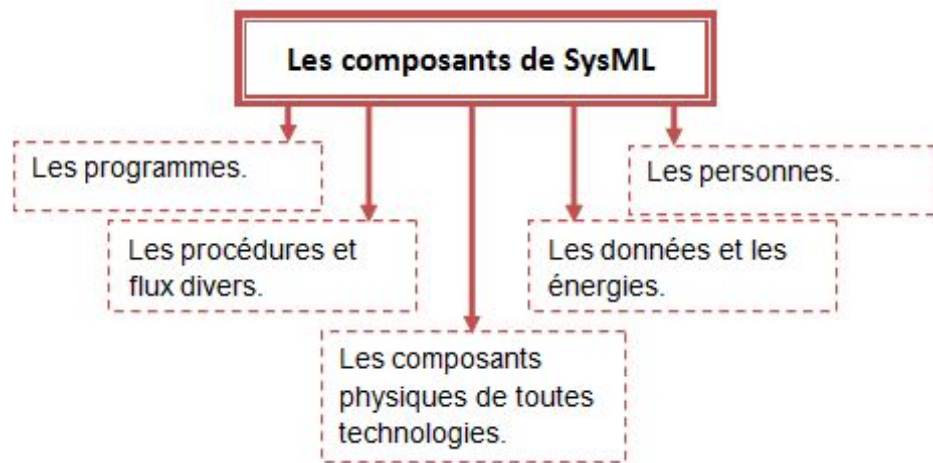 Les composants de SysML
Les programmes.
Les personnes.
Les procédures et
flux divers.
Les données et les
énergies.
Les composants
physiques de toutes
technologies.